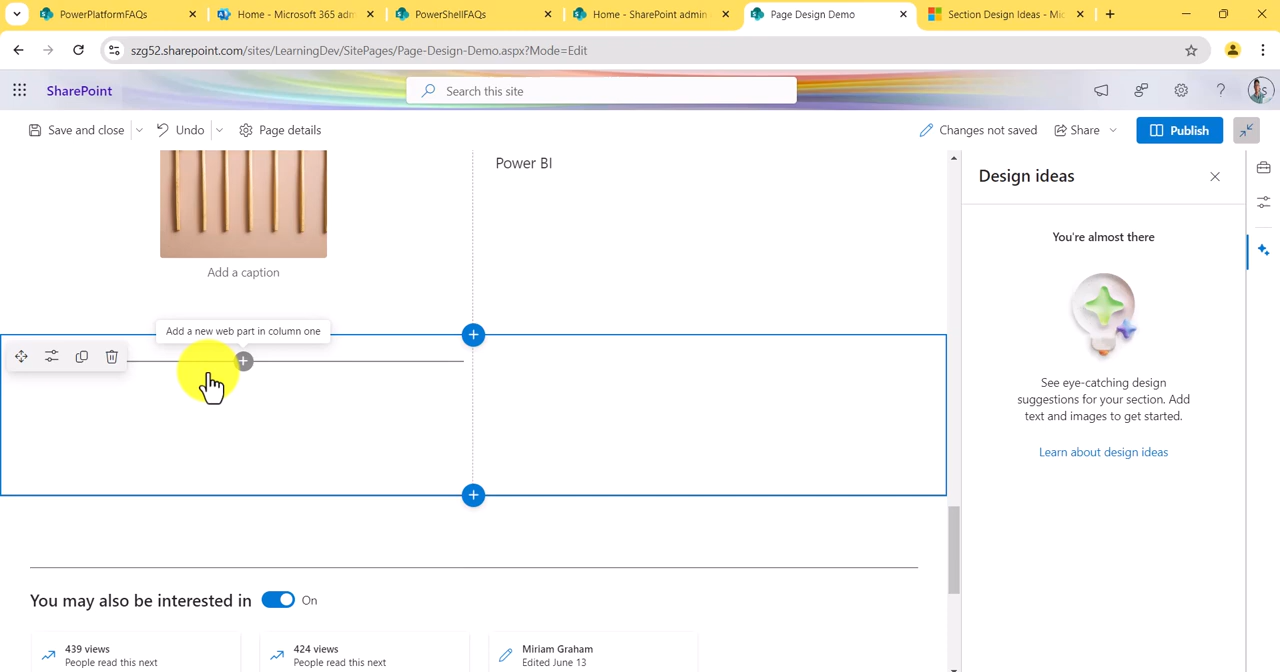 PowerPlatformFAQs
Home - Microsoft 365 adm
PowerShellFAQs
Home - SharePoint admin
Page Design Demo
Section Design Ideas - Mic
szg52.sharepoint.com/sites/LearningDev/SitePages/Page-Design-Demo.aspx?Mode=Edit
SharePoint
Search this site
Save and close
Undo
Page details
Changes not saved
Share
Publish
Power BI
Add a caption
Add a new web part in column one
Design ideas
You're almost there
See eye-catching design
suggestions for your section. Add
text and images to get started.
Learn about design ideas
You may also be interested in
On
439 views
People read this next
424 views
People read this next
Miriam Graham
Edited June 13